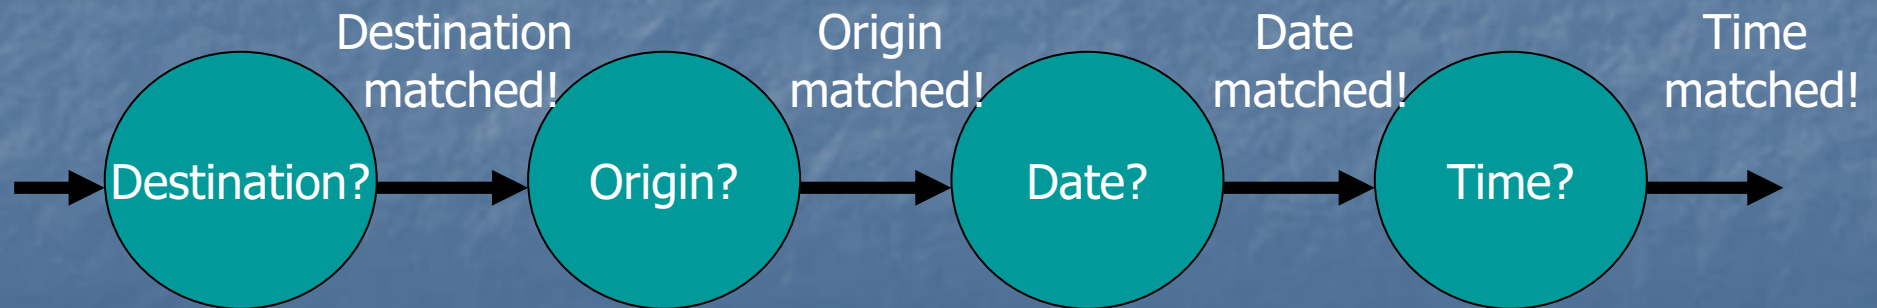 Destination
matched!
Origin
matched!
Date
matched!
Time
matched!
Destination?
Origin?
Date?
Time?